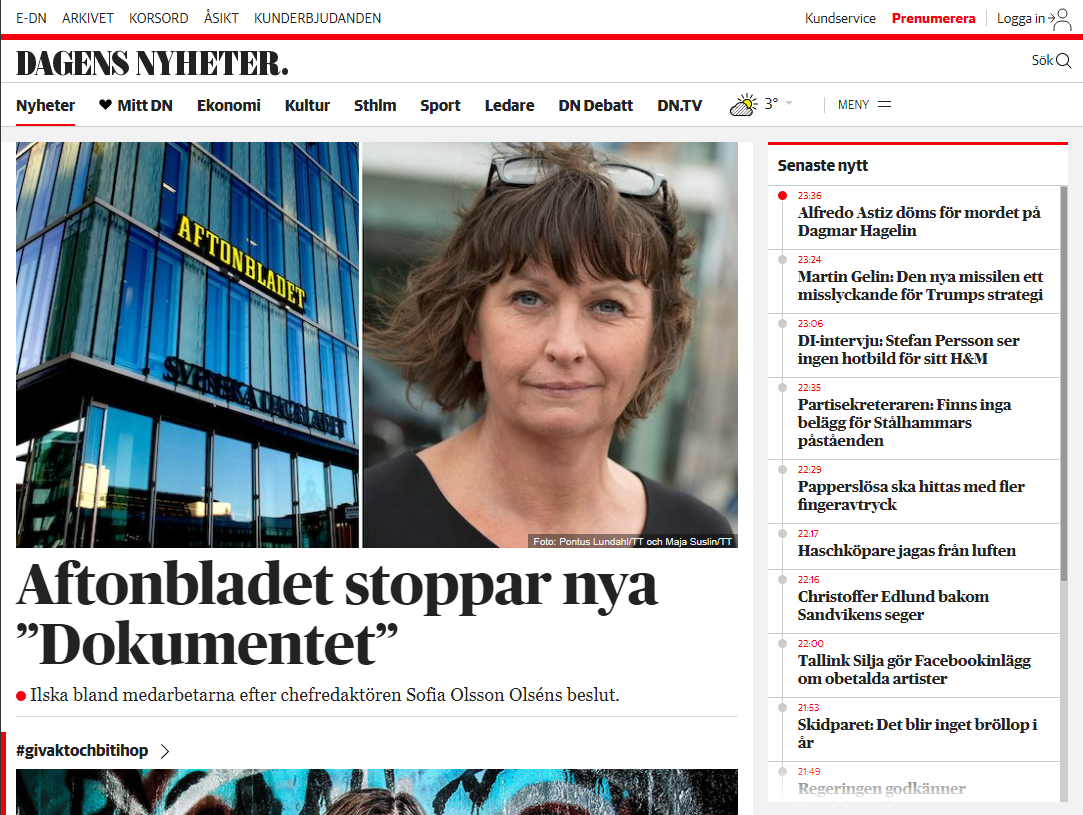 E-DN ARKIVET KORSORD ÅSIKT KUNDERBJUDANDEN
Kundservice Prenumerera Logga in
DAGENS NYHETER.
Sök
Nyheter Mitt DN Ekonomi Kultur Sthlm Sport Ledare DN Debatt DN.TV 3° MENY
AFTONBLADET
SVENSKA DAGBLADET
Foto: Pontus Lundahl/TT och Maja Suslin/TT
Aftonbladet stoppar nya
”Dokumentet”
Ilska bland medarbetarna efter chefredaktören Sofia Olsson Olséns beslut.
#givaktochbitihop
Senaste nytt
23:36
Alfredo Astiz döms för mordet på
Dagmar Hagelin
23:24
Martin Gelin: Den nya missilen ett
misslyckande för Trumps strategi
23:06
DI-intervju: Stefan Persson ser
ingen hotbild för sitt H&M
22:35
Partisekreteraren: Finns inga
belägg för Stålhammars
påståenden
22:29
Papperslösa ska hittas med fler
fingeravtryck
22:17
Haschköpare jagas från luften
22:16
Christoffer Edlund bakom
Sandvikens seger
22:00
Tallink Silja gör Facebookinlägg
om obetalda artister
21:53
Skidparet: Det blir inget bröllop i
år
21:49
Regeringen godkänner